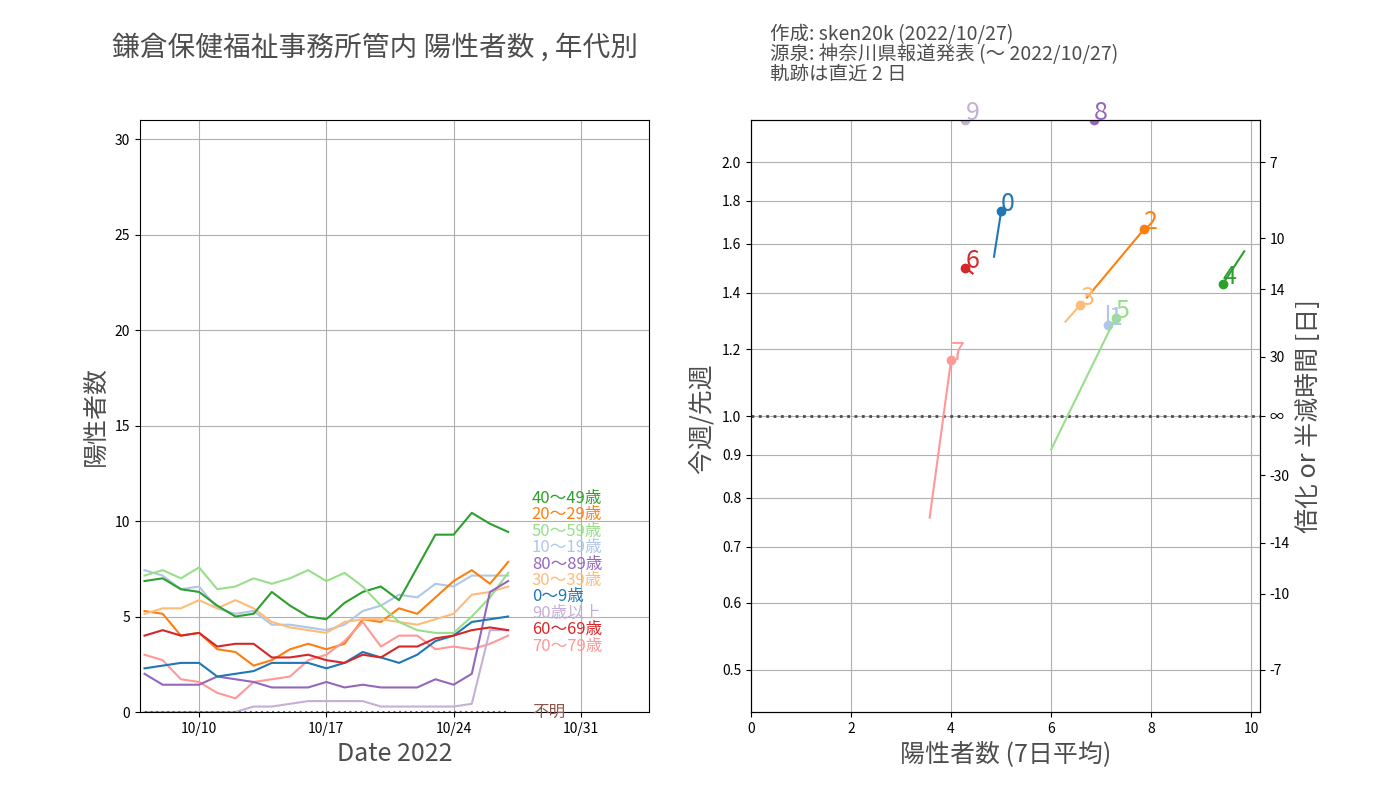 鎌倉保健福祉事務所管内 陽性者数 , 年代別
作成: sken20k (2022/10/27)
源泉: 神奈川県報道発表 (〜 2022/10/27)
軌跡は直近 2 日
陽性者数
30
25
20
15
10
5
0
10/10
10/17
10/24
10/31
Date 2022
40〜49歳
20〜29歳
50〜59歳
10〜19歳
80〜89歳
30〜39歳
0〜9歳
90歳以上
60〜69歳
70〜79歳
不明
今週/先週
2.0
1.8
1.6
1.4
1.2
1.0
0.9
0.8
0.7
0.6
0.5
9
8
0
2
6
4
3
1
5
7
0
2
4
6
8
10
陽性者数 (7日平均)
7
10
14
30
∞
-30
-14
-10
-7
倍化 or 半減時間 [日]